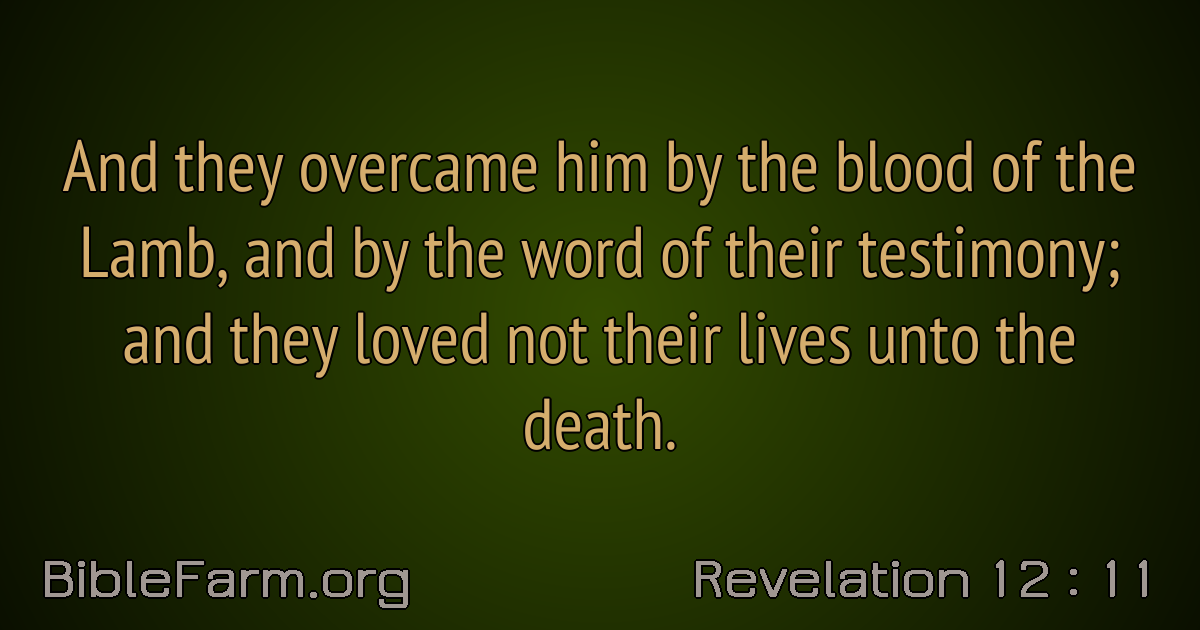 And they overcame him by the blood of the
Lamb, and by the word of their testimony;
and they loved not their lives unto the
death.
BibleFarm.org
Revelation 12 : 11